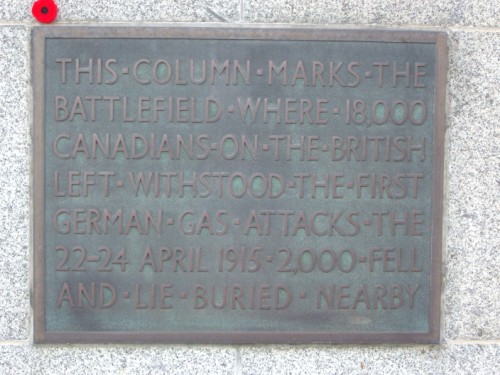 THIS·COLUMN·MARKS·THE
BATTLEFIELD·WHERE·18,000
CANADIANS·ON·THE·BRITISH
LEFT·WITHSTOOD·THE·FIRST
GERMAN·GAS·ATTACKS·THE
22-24 APRIL 1915·2,000·FELL
AND·LIE·BURIED·NEARBY